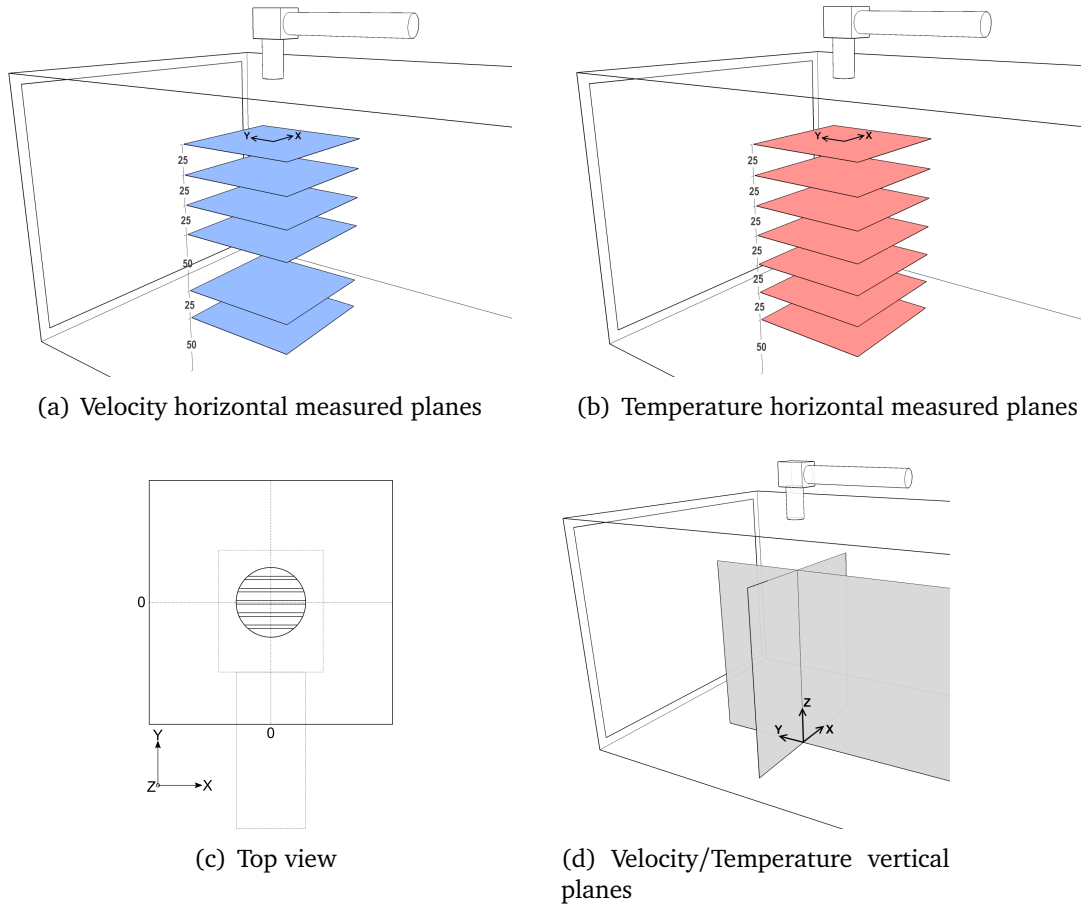 Y X
25
25
25
50
25
50
Y X
25
25
25
25
25
25
50
(a) Velocity horizontal measured planes
(b) Temperature horizontal measured planes
0
0
Y
Z X
Z
Y X
(c) Top view
(d) Velocity/Temperature vertical
planes